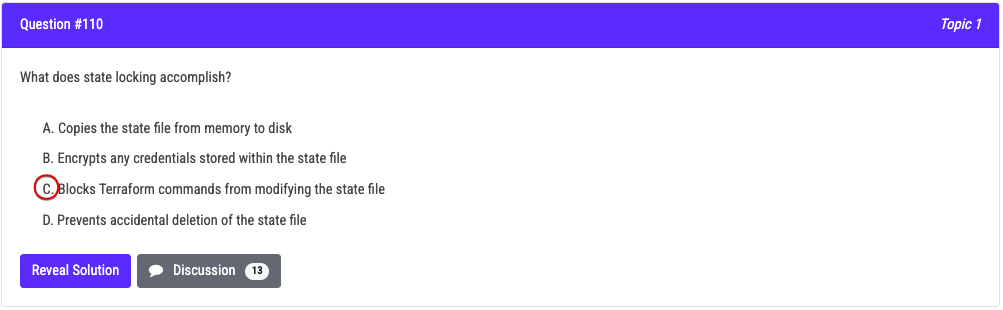 Question #110
Topic 1
What does state locking accomplish?
A. Copies the state file from memory to disk
B. Encrypts any credentials stored within the state file
C. Blocks Terraform commands from modifying the state file
D. Prevents accidental deletion of the state file
Reveal Solution
Discussion 13